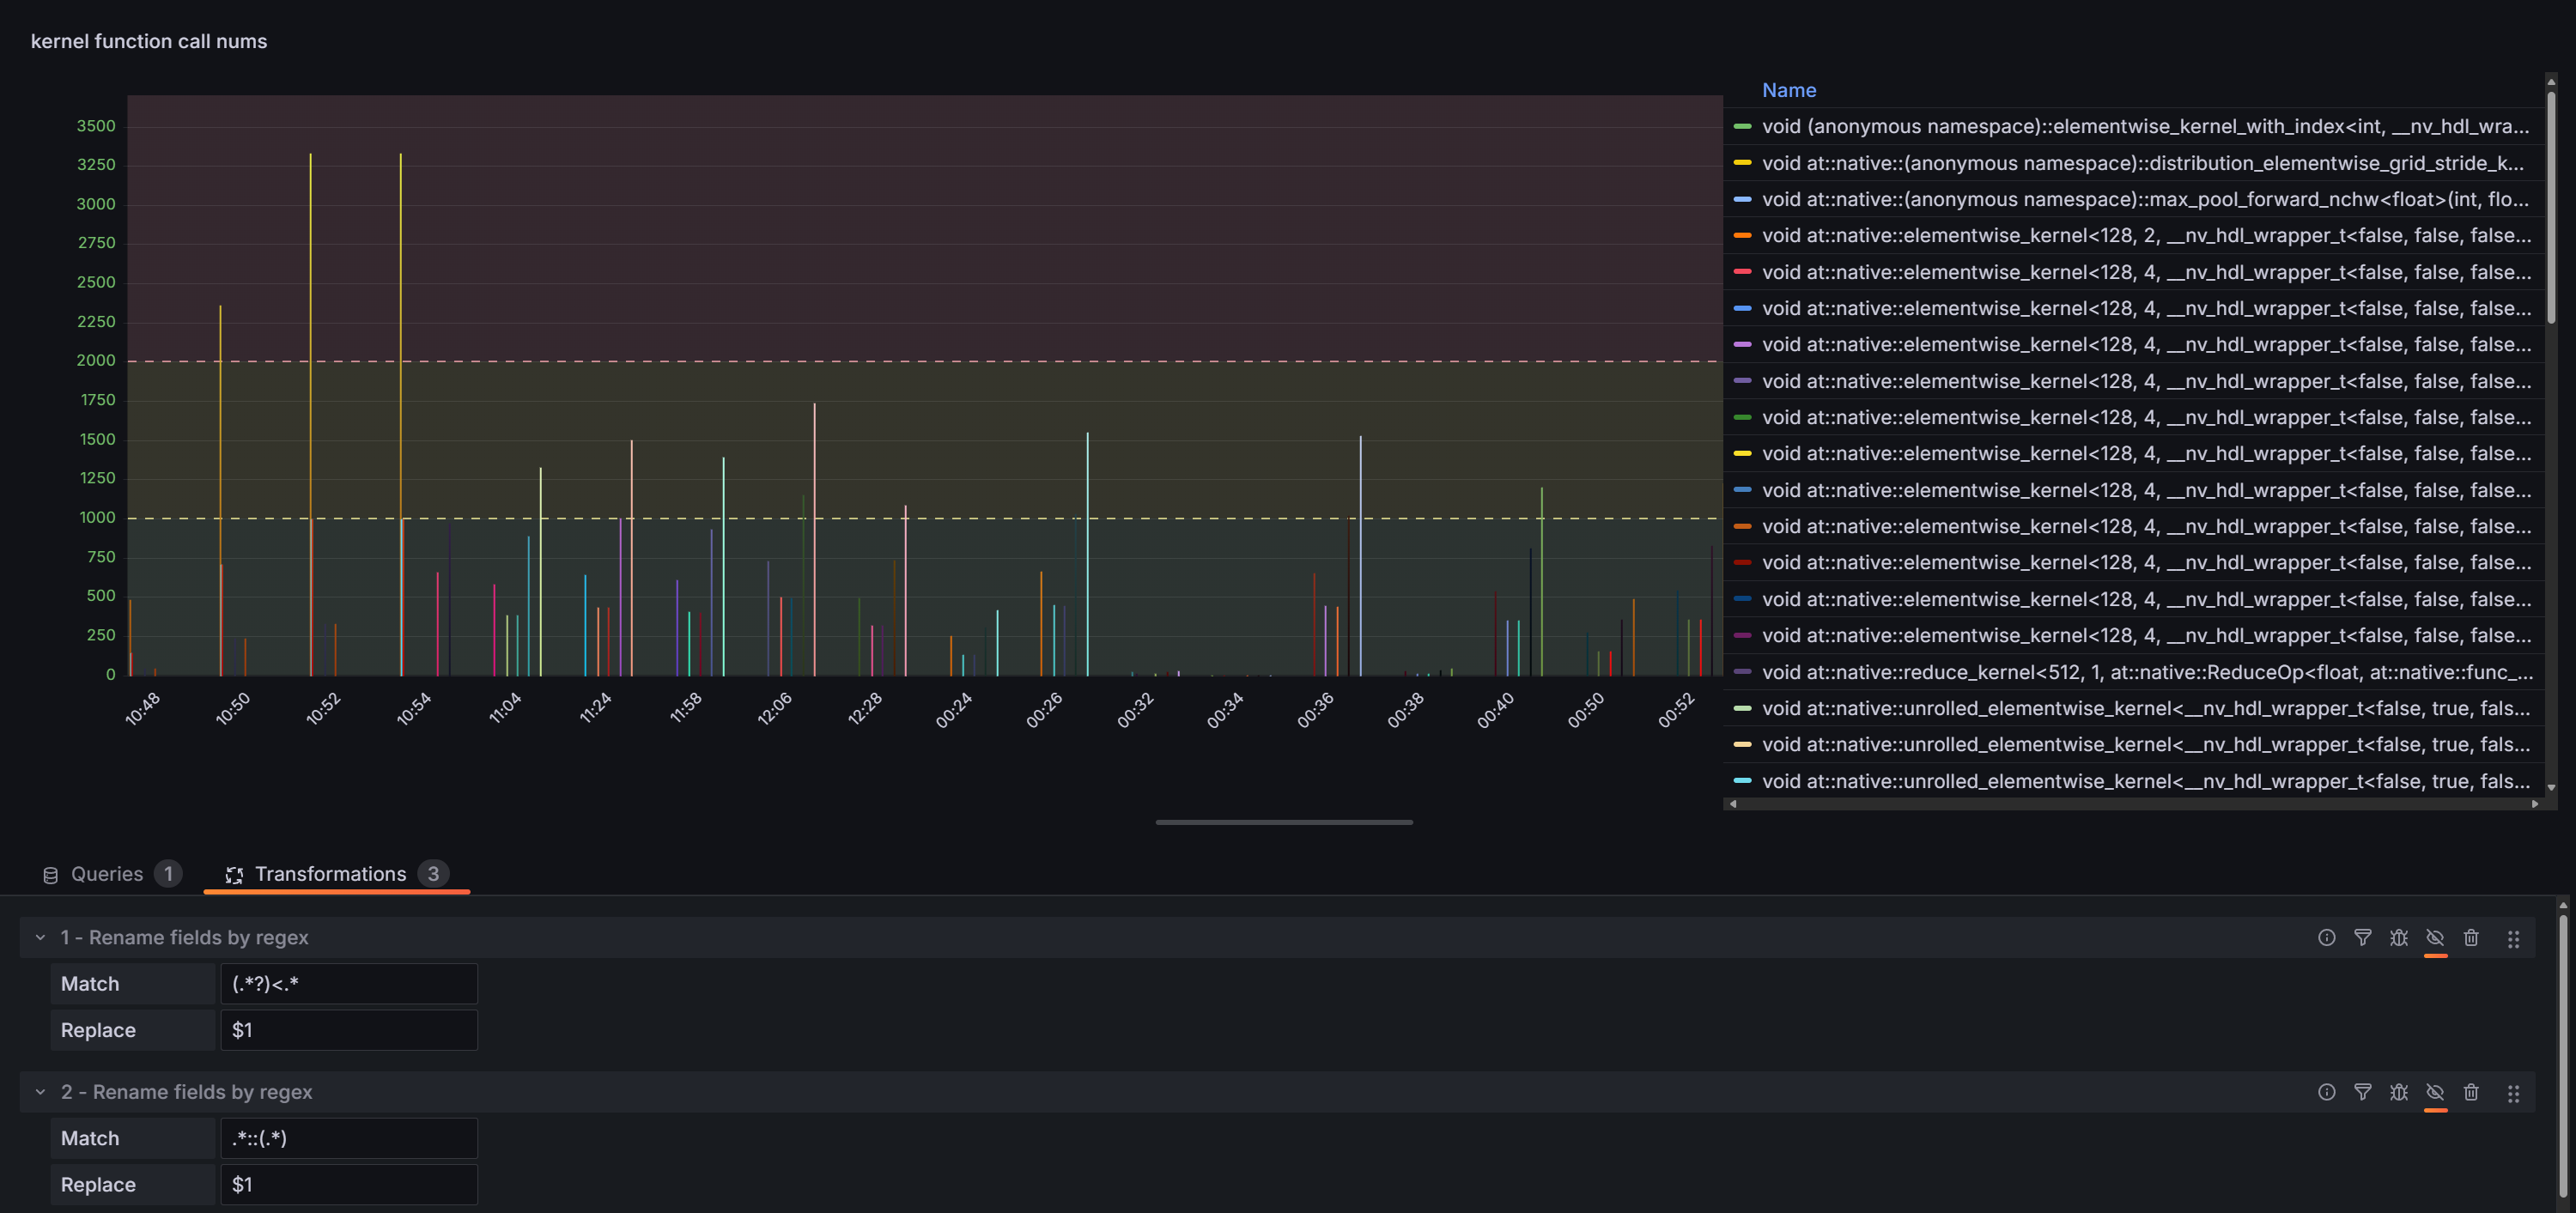 kernel function call nums
3500
3250
3000
2750
2500
2250
2000
1750
1500
1250
1000
750
500
250
0
10:48
10:50
10:52
10:54
11:04
11:24
11:58
12:06
12:28
00:24
00:26
00:32
00:34
00:36
00:38
00:40
00:50
00:52
Name
void (anonymous namespace)::elementwise_kernel_with_index<int, __nv_hdl_wra...
void at::native::(anonymous namespace)::distribution_elementwise_grid_stride_k...
void at::native::(anonymous namespace)::max_pool_forward_nchw<float>(int, flo...
void at::native::elementwise_kernel<128, 2, __nv_hdl_wrapper_t<false, false, false...
void at::native::elementwise_kernel<128, 4, __nv_hdl_wrapper_t<false, false, false...
void at::native::elementwise_kernel<128, 4, __nv_hdl_wrapper_t<false, false, false...
void at::native::elementwise_kernel<128, 4, __nv_hdl_wrapper_t<false, false, false...
void at::native::elementwise_kernel<128, 4, __nv_hdl_wrapper_t<false, false, false...
void at::native::elementwise_kernel<128, 4, __nv_hdl_wrapper_t<false, false, false...
void at::native::elementwise_kernel<128, 4, __nv_hdl_wrapper_t<false, false, false...
void at::native::elementwise_kernel<128, 4, __nv_hdl_wrapper_t<false, false, false...
void at::native::elementwise_kernel<128, 4, __nv_hdl_wrapper_t<false, false, false...
void at::native::elementwise_kernel<128, 4, __nv_hdl_wrapper_t<false, false, false...
void at::native::elementwise_kernel<128, 4, __nv_hdl_wrapper_t<false, false, false...
void at::native::elementwise_kernel<128, 4, __nv_hdl_wrapper_t<false, false, false...
void at::native::reduce_kernel<512, 1, at::native::ReduceOp<float, at::native::func_...
void at::native::unrolled_elementwise_kernel<__nv_hdl_wrapper_t<false, true, fals...
void at::native::unrolled_elementwise_kernel<__nv_hdl_wrapper_t<false, true, fals...
void at::native::unrolled_elementwise_kernel<__nv_hdl_wrapper_t<false, true, fals...
Queries 1 Transformations 3
1 - Rename fields by regex
Match (.*?)<.*
Replace $1
2 - Rename fields by regex
Match .*::(.*)
Replace $1